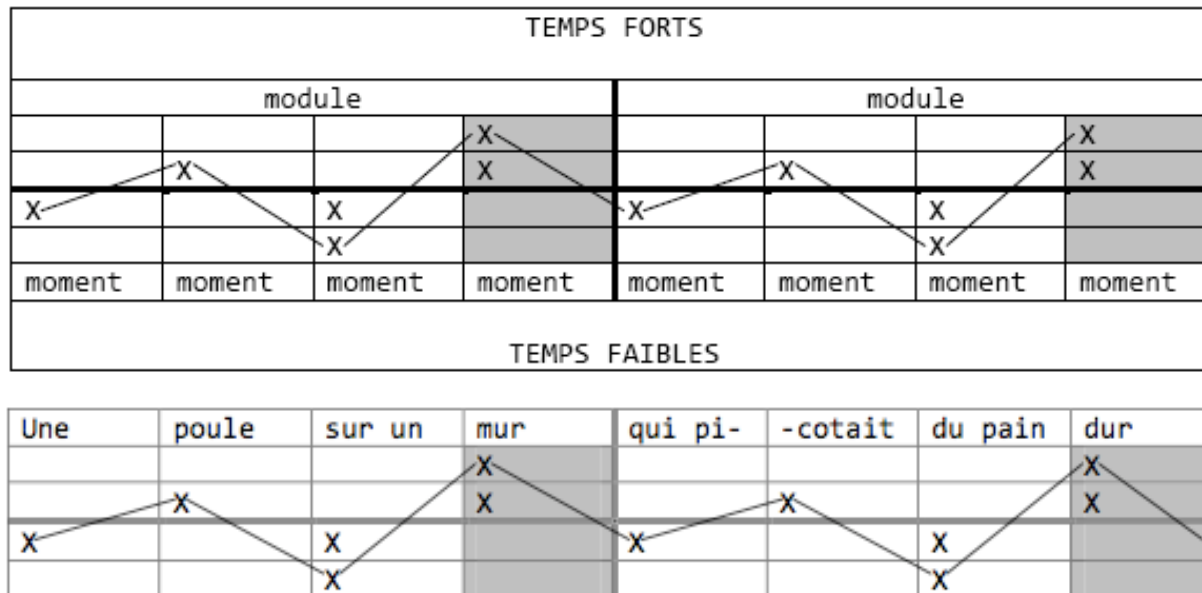 TEMPS FORTS
module module
X X
X X X X
X X X X
X X
moment moment moment moment moment moment moment moment
TEMPS FAIBLES
Une poule sur un mur qui pi- -cotait du pain dur
X X
X X X X
X X X X
X X